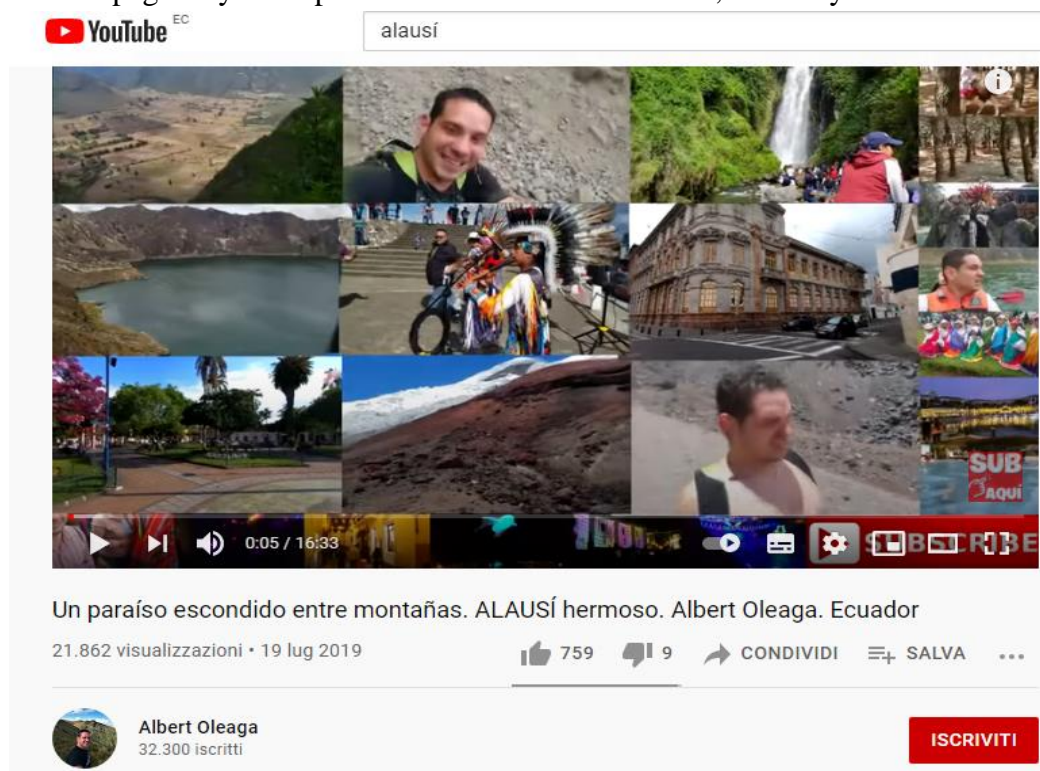 YouTube EC
alausí
SUB
AQUÍ
0:05 / 16:33
SUBSCRIBE
Un paraíso escondido entre montañas. ALAUSÍ hermoso. Albert Oleaga. Ecuador
21.862 visualizzazioni • 19 lug 2019
759
9
CONDIVIDI
SALVA
Albert Oleaga
32.300 iscritti
ISCRIVITI